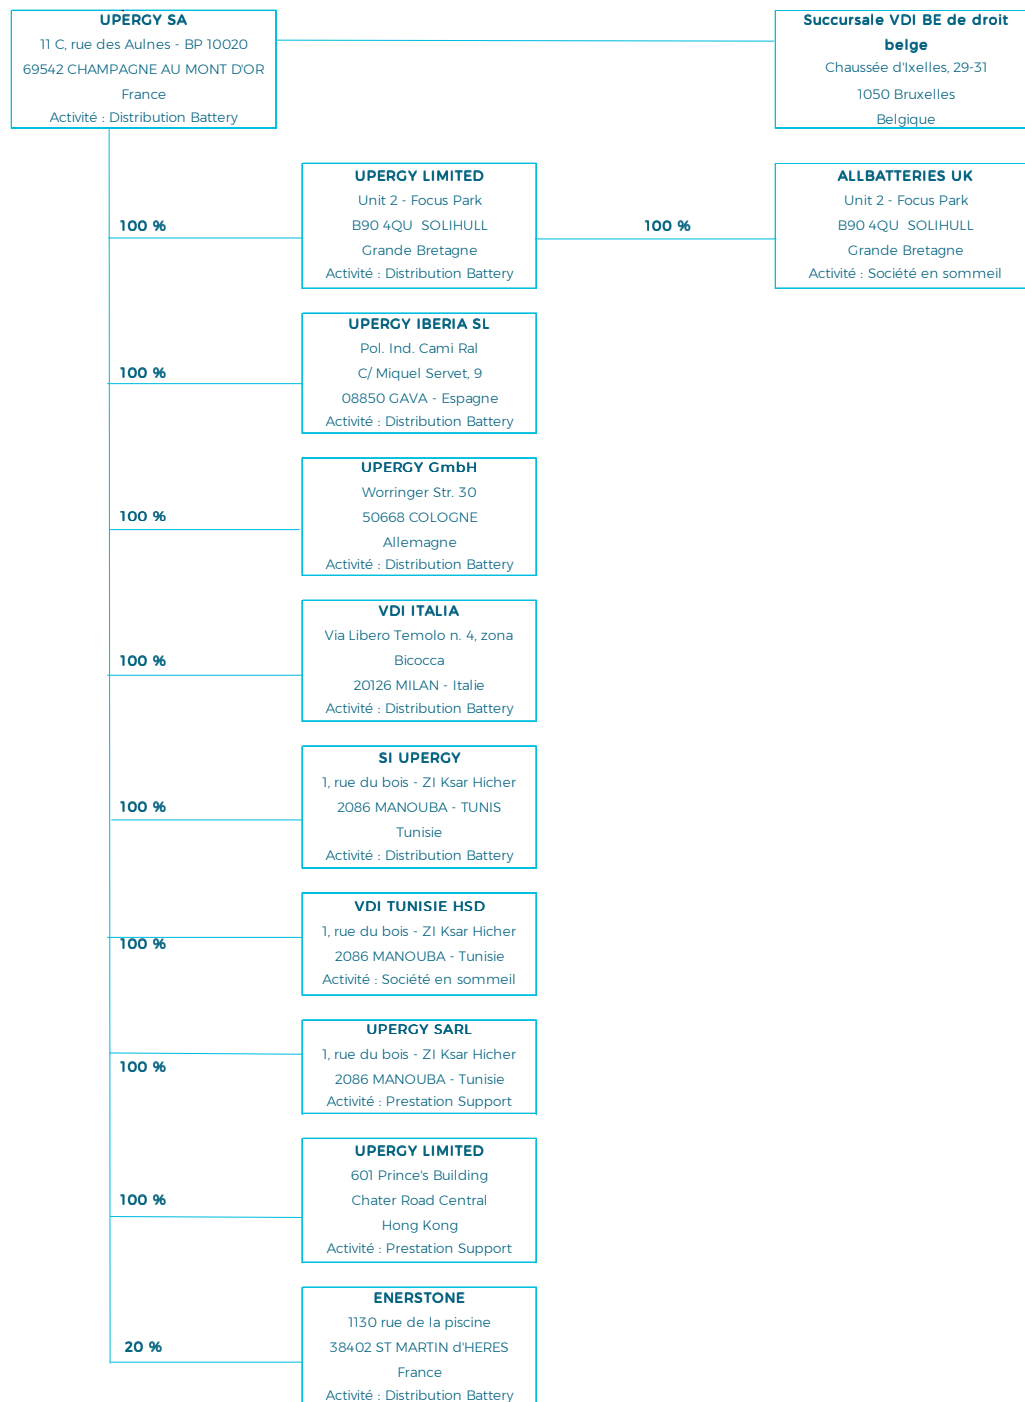 UPERGY SA
11 C, rue des Aulnes - BP 10020
69542 CHAMPAGNE AU MONT D'OR
France
Activité : Distribution Battery
Succursale VDI BE de droit
belge
Chaussée d'Ixelles, 29-31
1050 Bruxelles
Belgique
100 %
UPERGY LIMITED
Unit 2 - Focus Park
B90 4QU SOLIHULL
Grande Bretagne
Activité : Distribution Battery
100 %
ALLBATTERIES UK
Unit 2 - Focus Park
B90 4QU SOLIHULL
Grande Bretagne
Activité : Société en sommeil
100 %
UPERGY IBERIA SL
Pol. Ind. Cami Ral
C/ Miquel Servet, 9
08850 GAVA - Espagne
Activité : Distribution Battery
100 %
UPERGY GmbH
Worringer Str. 30
50668 COLOGNE
Allemagne
Activité : Distribution Battery
100 %
VDI ITALIA
Via Libero Temolo n. 4, zona
Bicocca
20126 MILAN - Italie
Activité : Distribution Battery
100 %
SI UPERGY
1, rue du bois - ZI Ksar Hicher
2086 MANOUBA - TUNIS
Tunisie
Activité : Distribution Battery
100 %
VDI TUNISIE HSD
1, rue du bois - ZI Ksar Hicher
2086 MANOUBA - Tunisie
Activité : Société en sommeil
100 %
UPERGY SARL
1, rue du bois - ZI Ksar Hicher
2086 MANOUBA - Tunisie
Activité : Prestation Support
100 %
UPERGY LIMITED
601 Prince's Building
Chater Road Central
Hong Kong
Activité : Prestation Support
20 %
ENERSTONE
1130 rue de la piscine
38402 ST MARTIN d'HERES
France
Activité : Distribution Battery